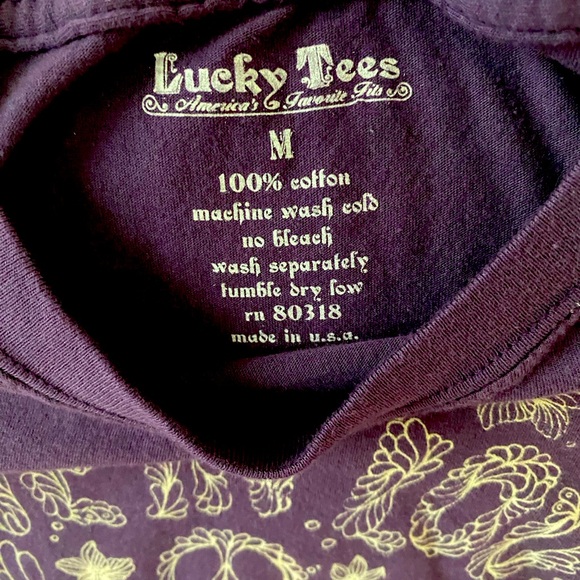 Lucky Tees
America's Favorite Fits
M
100% cotton
machine wash cold
no bleach
wash separately
tumble dry low
rn 80318
made in u.s.a.